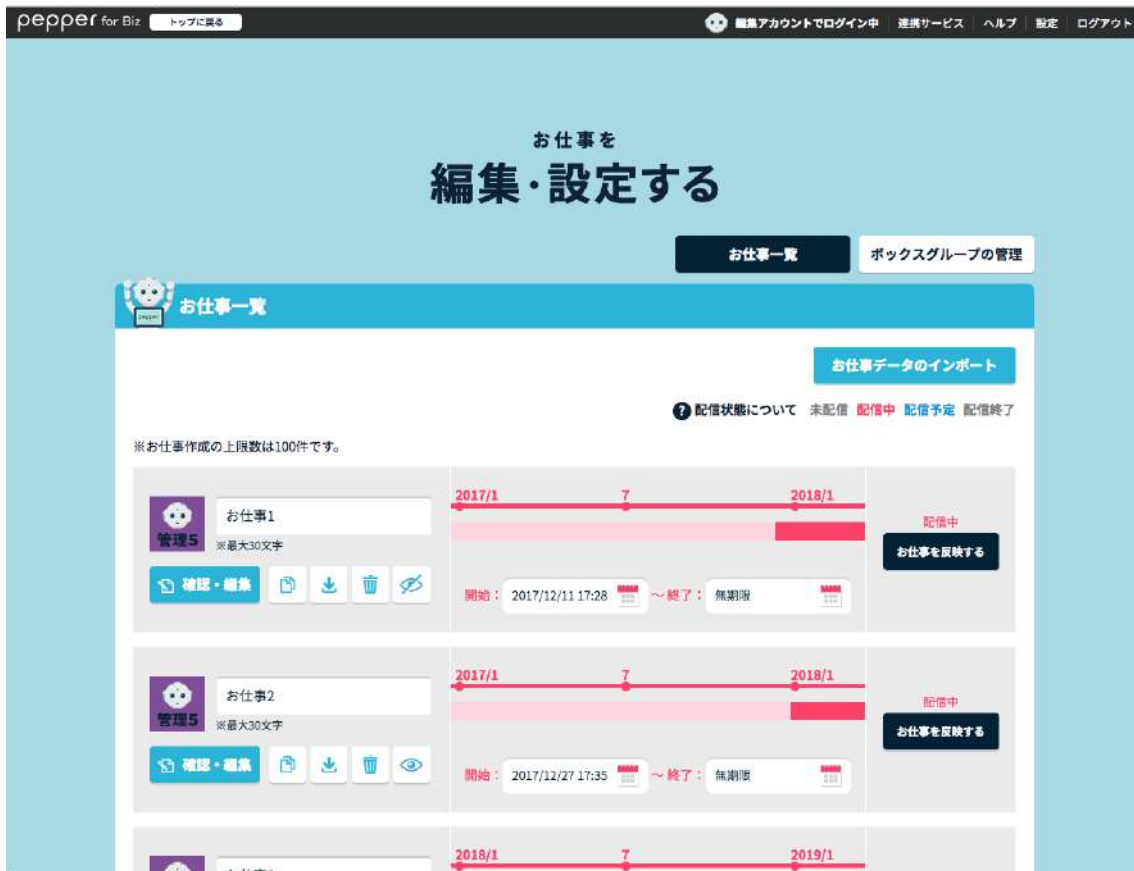 pepper for Biz トップに戻る 編集アカウントでログイン中 連携サービス ヘルプ 設定 ログアウト
お仕事を
編集・設定する
お仕事一覧 ボックスグループの管理
pepper お仕事一覧
お仕事データのインポート
? 配信状態について 未配信 配信中 配信予定 配信終了
※お仕事作成の上限数は100件です。
2017/1 7 2018/1
管理5 お仕事1
※最大30文字
配信中
お仕事を反映する
確認・編集
開始： 2017/12/11 17:28 〜終了： 無期限
2017/1 7 2018/1
管理5 お仕事2
※最大30文字
配信中
お仕事を反映する
確認・編集
開始： 2017/12/27 17:35 〜終了： 無期限
2018/1 7 2019/1